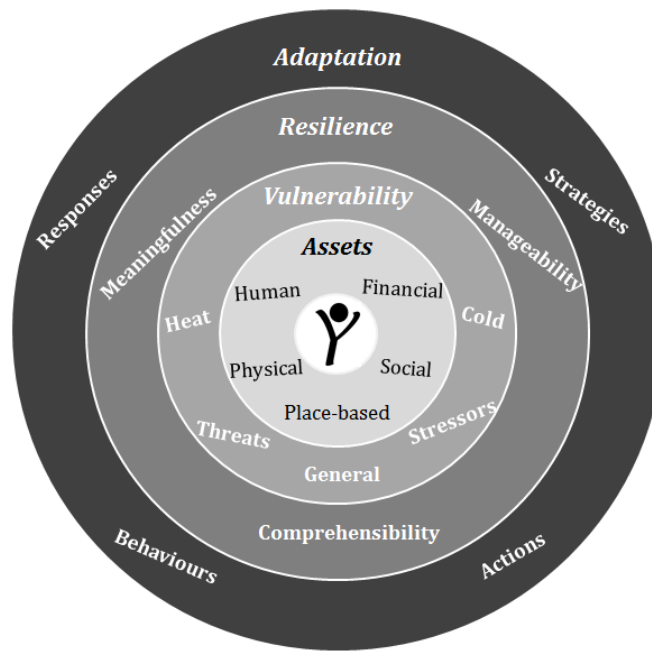 Adaptation
Responses
Strategies
Behaviours
Actions
Resilience
Meaningfulness
Manageability
Comprehensibility
Vulnerability
Heat
Cold
Threats
Stressors
General
Assets
Human
Financial
Physical
Social
Place-based